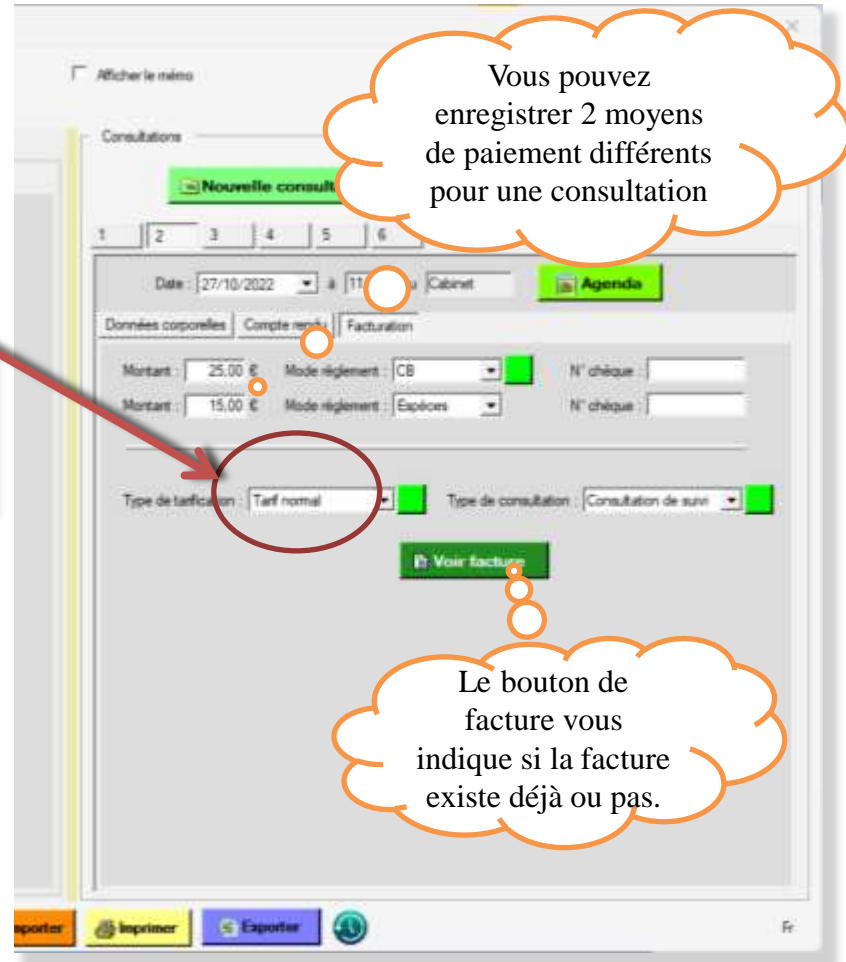 Afficher le mémo
Vous pouvez
enregistrer 2 moyens
de paiement différents
pour une consultation
Consultations
Nouvelle consult
1 2 3 4 5 6
Date : 27/10/2022 à 11 Cabinet Agenda
Données corporelles Compte rendu Facturation
Montant : 25,00 € Mode règlement : CB N° chèque :
Montant : 15,00 € Mode règlement : Espèces N° chèque :
Type de tarification : Tarif normal Type de consultation : Consultation de suivi
Voir facture
Le bouton de
facture vous
indique si la facture
existe déjà ou pas.
porter Imprimer Exporter Fr